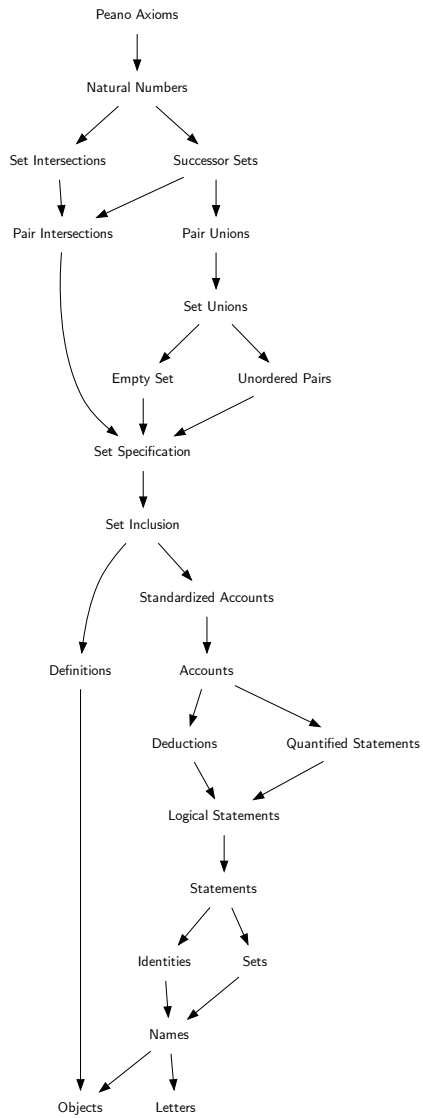 Peano Axioms
Natural Numbers
Set Intersections
Successor Sets
Pair Intersections
Pair Unions
Set Unions
Empty Set
Unordered Pairs
Set Specification
Set Inclusion
Standardized Accounts
Definitions
Accounts
Deductions
Quantified Statements
Logical Statements
Statements
Identities
Sets
Names
Objects
Letters